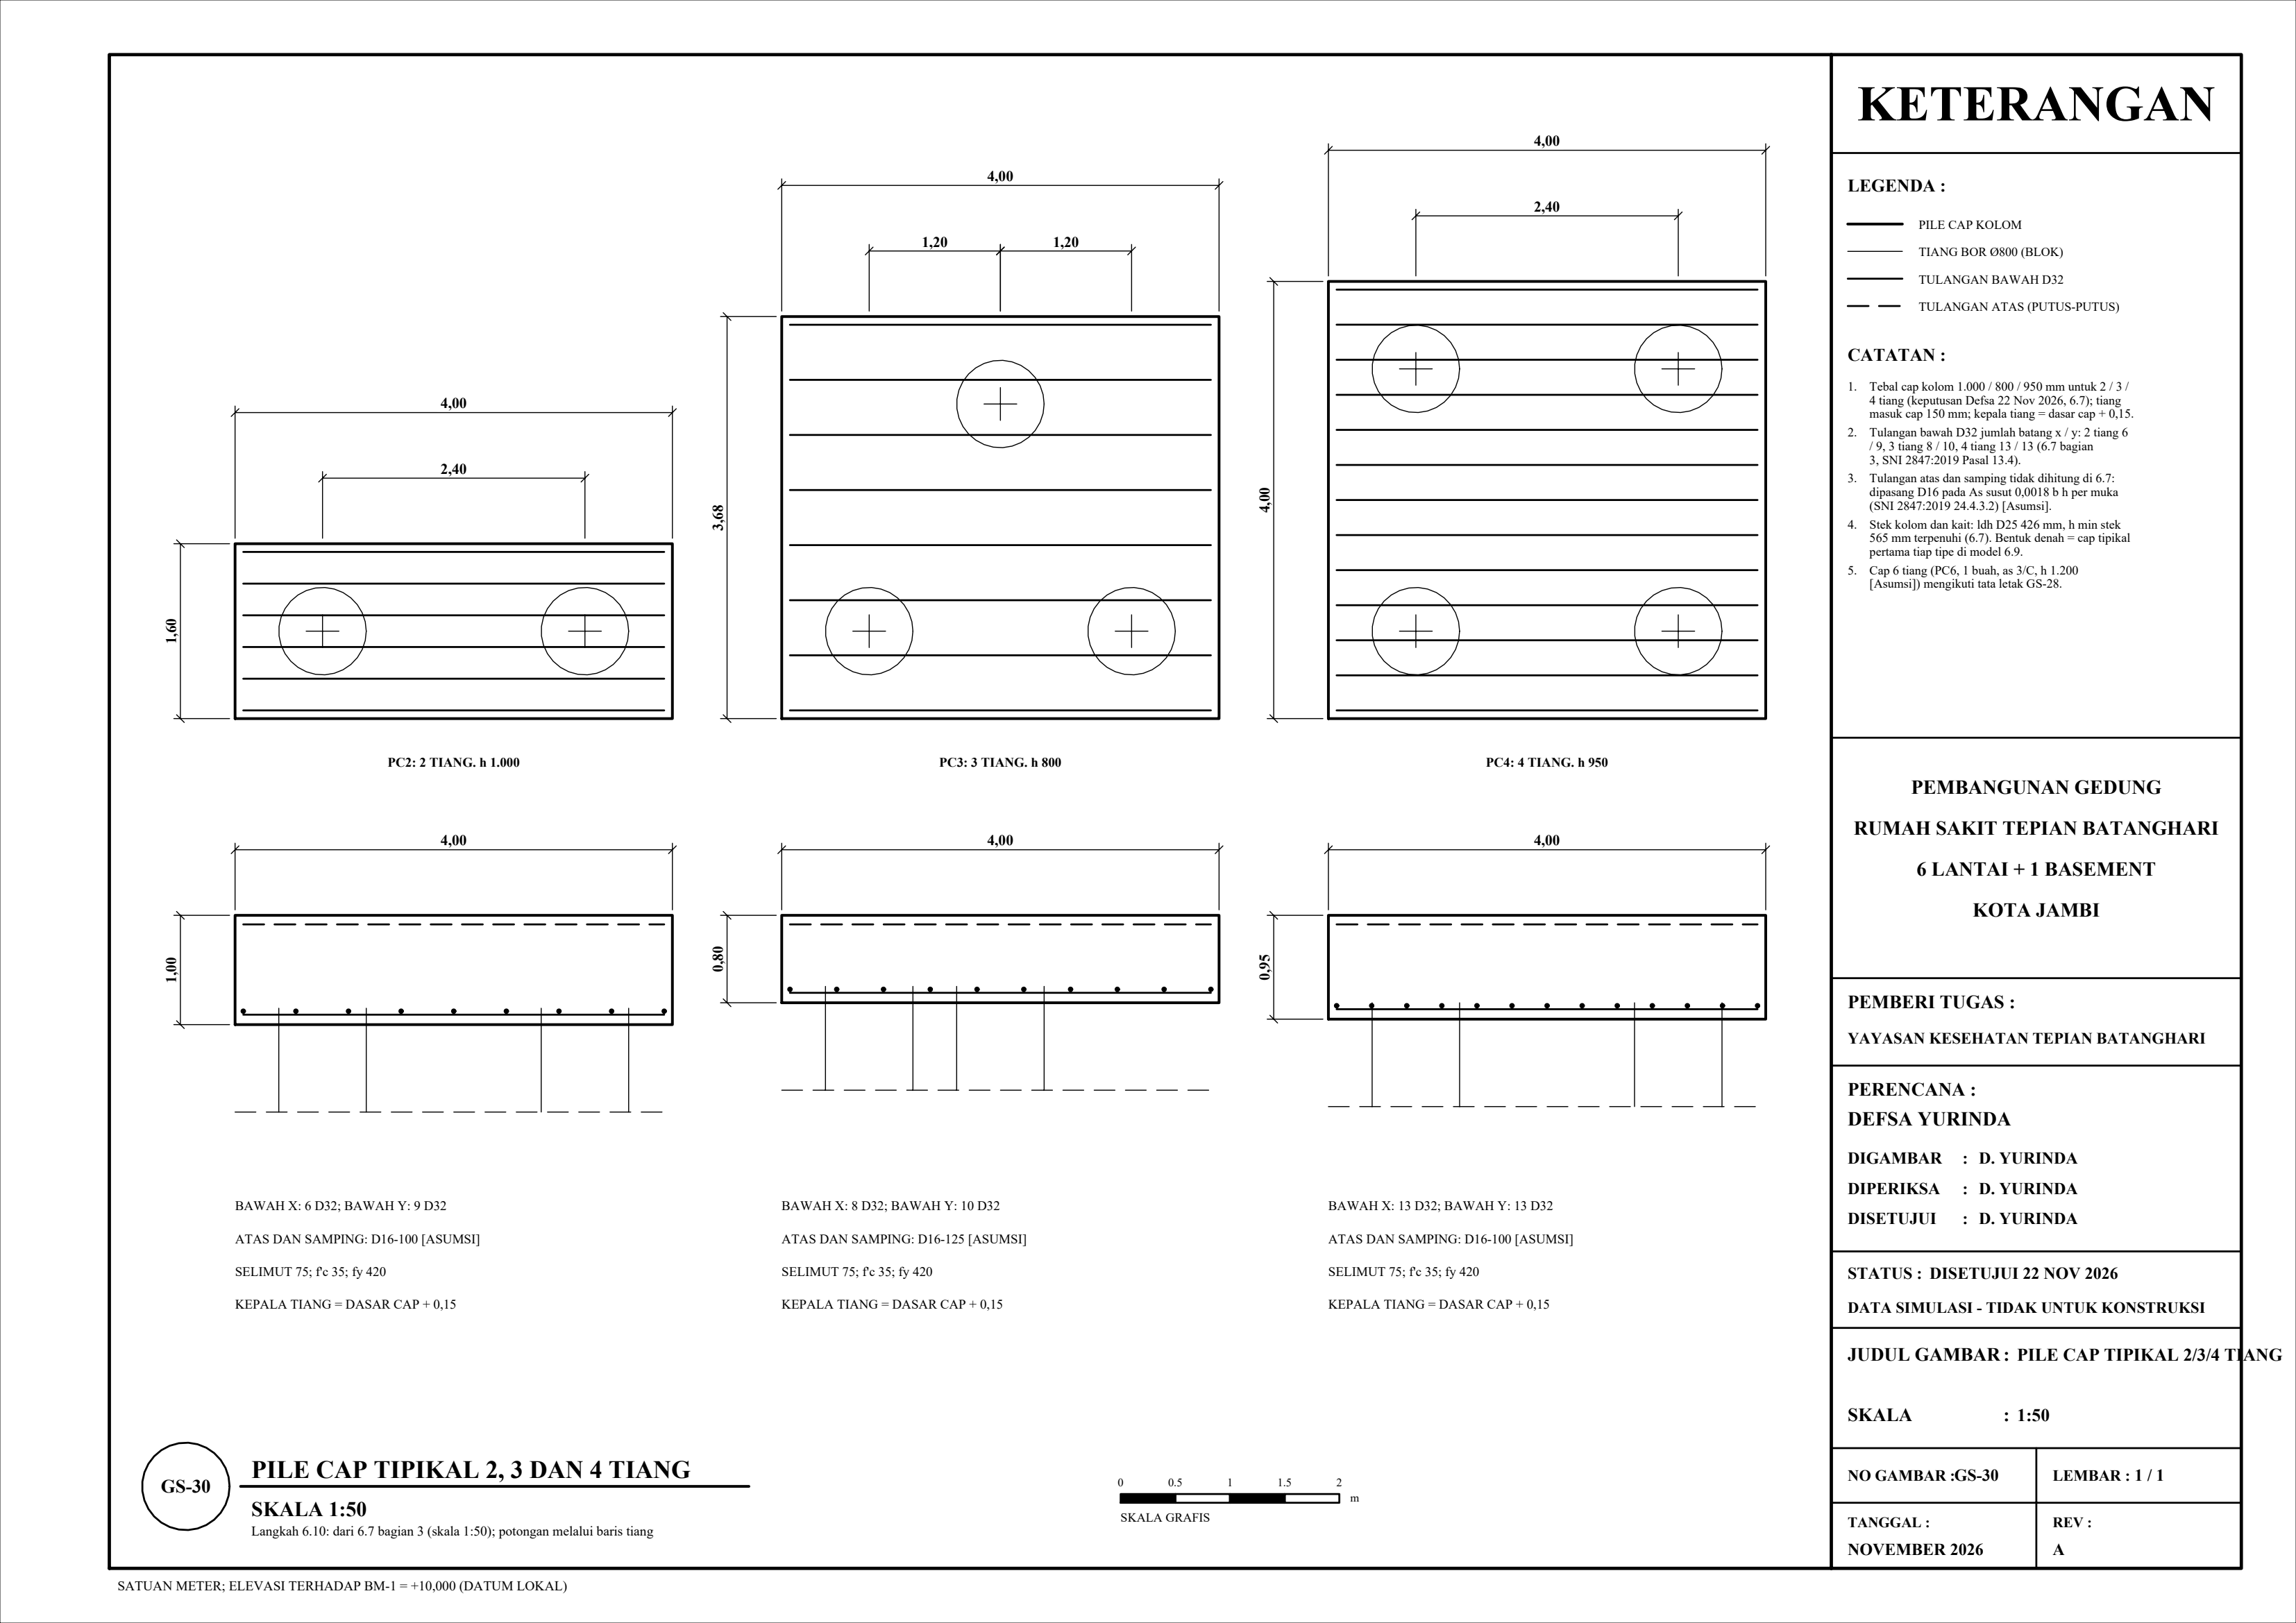 4,00
2,40
1,60
PC2: 2 TIANG. h 1.000
4,00
1,20
1,20
3,68
PC3: 3 TIANG. h 800
4,00
2,40
4,00
PC4: 4 TIANG. h 950
4,00
1,00
4,00
0,80
4,00
0,95
BAWAH X: 6 D32; BAWAH Y: 9 D32
ATAS DAN SAMPING: D16-100 [ASUMSI]
SELIMUT 75; f'c 35; fy 420
KEPALA TIANG = DASAR CAP + 0,15
BAWAH X: 8 D32; BAWAH Y: 10 D32
ATAS DAN SAMPING: D16-125 [ASUMSI]
SELIMUT 75; f'c 35; fy 420
KEPALA TIANG = DASAR CAP + 0,15
BAWAH X: 13 D32; BAWAH Y: 13 D32
ATAS DAN SAMPING: D16-100 [ASUMSI]
SELIMUT 75; f'c 35; fy 420
KEPALA TIANG = DASAR CAP + 0,15
GS-30
PILE CAP TIPIKAL 2, 3 DAN 4 TIANG
SKALA 1:50
Langkah 6.10: dari 6.7 bagian 3 (skala 1:50); potongan melalui baris tiang
0 0.5 1 1.5 2
m
SKALA GRAFIS
SATUAN METER; ELEVASI TERHADAP BM-1 = +10,000 (DATUM LOKAL)
KETERANGAN
LEGENDA :
PILE CAP KOLOM
TIANG BOR Ø800 (BLOK)
TULANGAN BAWAH D32
TULANGAN ATAS (PUTUS-PUTUS)
CATATAN :
1. Tebal cap kolom 1.000 / 800 / 950 mm untuk 2 / 3 /
4 tiang (keputusan Defsa 22 Nov 2026, 6.7); tiang
masuk cap 150 mm; kepala tiang = dasar cap + 0,15.
2. Tulangan bawah D32 jumlah batang x / y: 2 tiang 6
/ 9, 3 tiang 8 / 10, 4 tiang 13 / 13 (6.7 bagian
3, SNI 2847:2019 Pasal 13.4).
3. Tulangan atas dan samping tidak dihitung di 6.7:
dipasang D16 pada As susut 0,0018 b h per muka
(SNI 2847:2019 24.4.3.2) [Asumsi].
4. Stek kolom dan kait: ldh D25 426 mm, h min stek
565 mm terpenuhi (6.7). Bentuk denah = cap tipikal
pertama tiap tipe di model 6.9.
5. Cap 6 tiang (PC6, 1 buah, as 3/C, h 1.200
[Asumsi]) mengikuti tata letak GS-28.
PEMBANGUNAN GEDUNG
RUMAH SAKIT TEPIAN BATANGHARI
6 LANTAI + 1 BASEMENT
KOTA JAMBI
PEMBERI TUGAS :
YAYASAN KESEHATAN TEPIAN BATANGHARI
PERENCANA :
DEFSA YURINDA
DIGAMBAR : D. YURINDA
DIPERIKSA : D. YURINDA
DISETUJUI : D. YURINDA
STATUS : DISETUJUI 22 NOV 2026
DATA SIMULASI - TIDAK UNTUK KONSTRUKSI
JUDUL GAMBAR : PILE CAP TIPIKAL 2/3/4 TIANG
SKALA : 1:50
NO GAMBAR :GS-30
LEMBAR : 1 / 1
TANGGAL :
NOVEMBER 2026
REV :
A